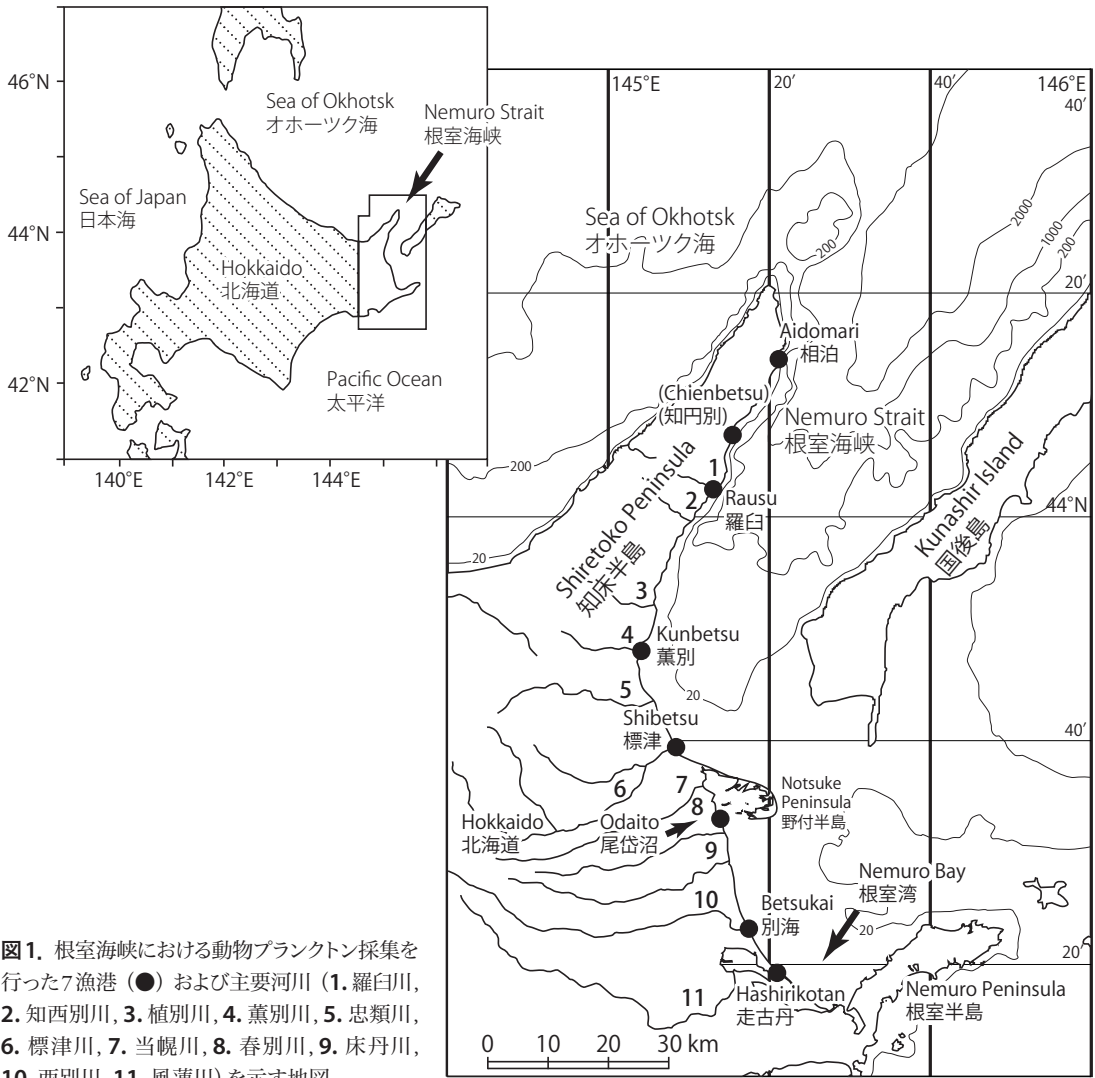 46°N
44°N
42°N
140°E
142°E
144°E
Sea of Okhotsk
オホーツク海
Nemuro Strait
根室海峡
Sea of Japan
日本海
Hokkaido
北海道
Pacific Ocean
太平洋
145°E
20′
40′
146°E
40′
Sea of Okhotsk
オホーツク海
200
2000
1000
200
20′
Aidomari
相泊
(Chienbetsu)
(知円別)
Nemuro Strait
根室海峡
200
1
2
Rausu
羅臼
44°N
Shiretoko Peninsula
知床半島
Kunashir Island
国後島
20
3
4
Kunbetsu
薫別
5
20
Shibetsu
標津
40′
6
7
8
Notsuke
Peninsula
野付半島
Hokkaido
北海道
Odaito
尾岱沼
9
Nemuro Bay
根室湾
10
Betsukai
別海
20
20′
11
Hashirikotan
走古丹
Nemuro Peninsula
根室半島
0 10 20 30 km
図1. 根室海峡における動物プランクトン採集を
行った7漁港 (●) および主要河川 (1. 羅臼川,
2. 知西別川, 3. 植別川, 4. 薫別川, 5. 忠類川,
6. 標津川, 7. 当幌川, 8. 春別川, 9. 床丹川,
10. 西別川, 11. 風蓮川) を示す地図